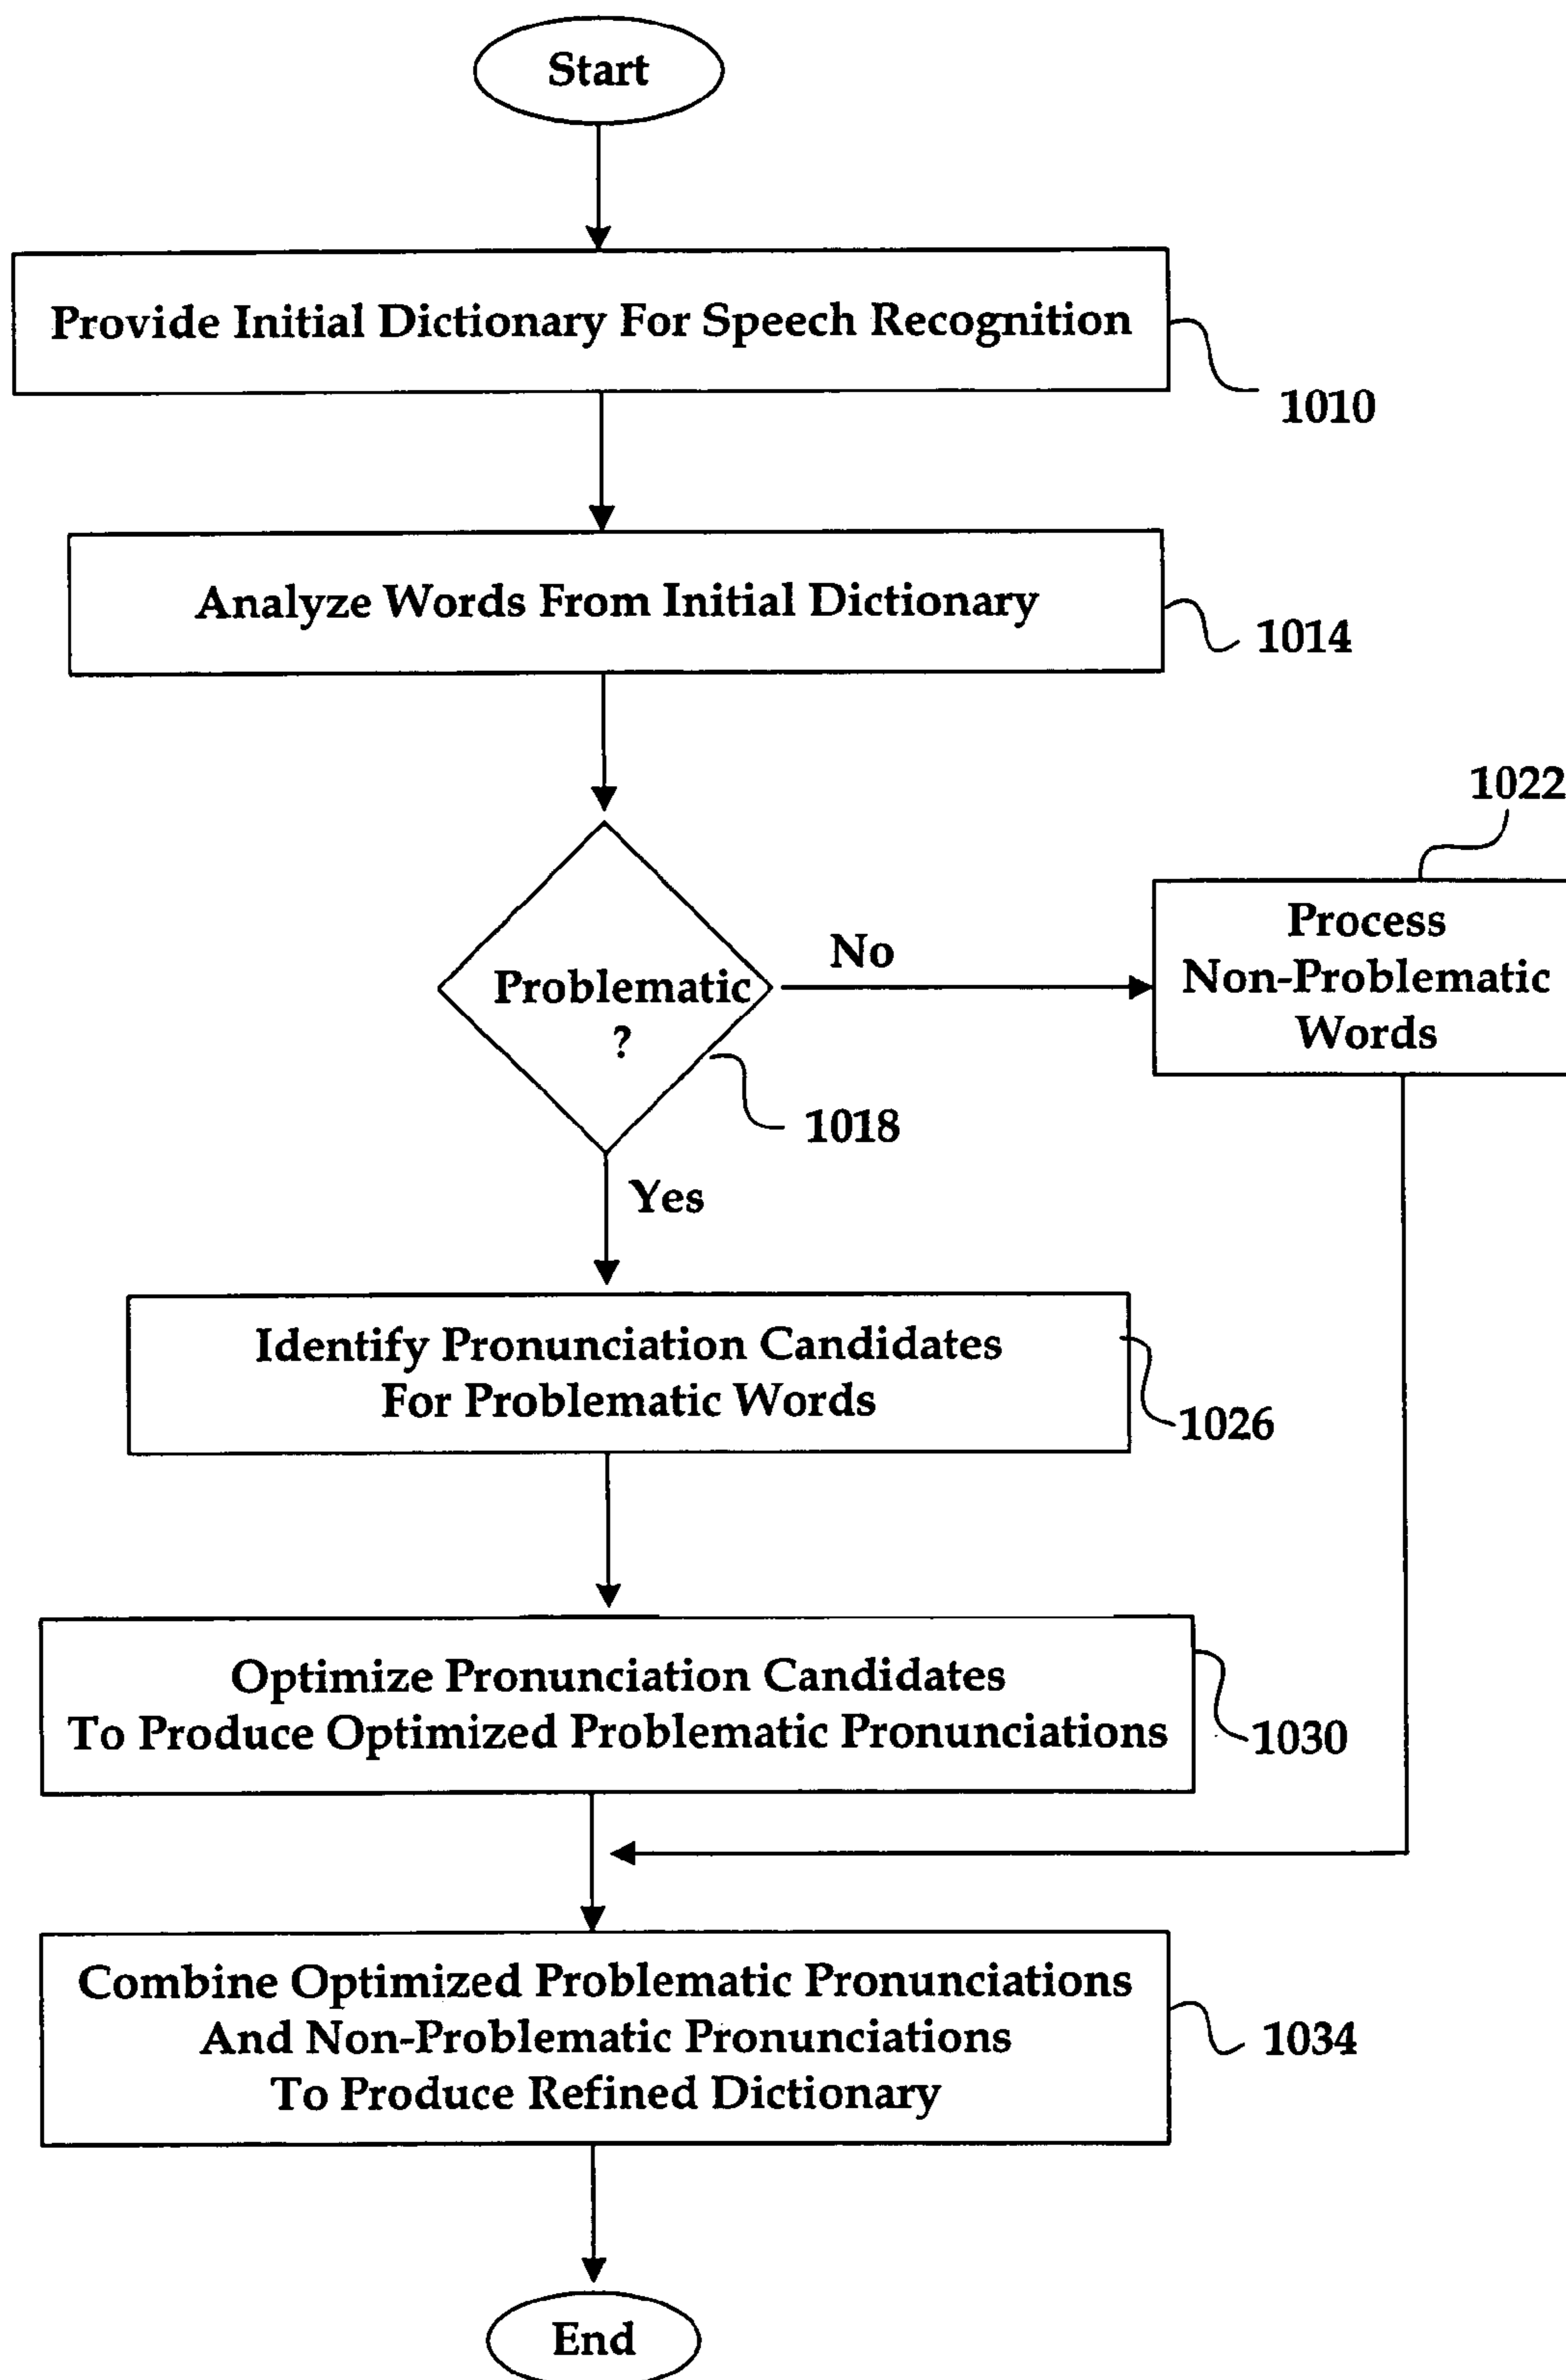 Start
Provide Initial Dictionary For Speech Recognition
1010
Analyze Words From Initial Dictionary
1014
1022
Process
Non-Problematic
Words
No
Problematic
?
1018
Yes
Identify Pronunciation Candidates
For Problematic Words
1026
Optimize Pronunciation Candidates
To Produce Optimized Problematic Pronunciations
1030
Combine Optimized Problematic Pronunciations
And Non-Problematic Pronunciations
To Produce Refined Dictionary
1034
End